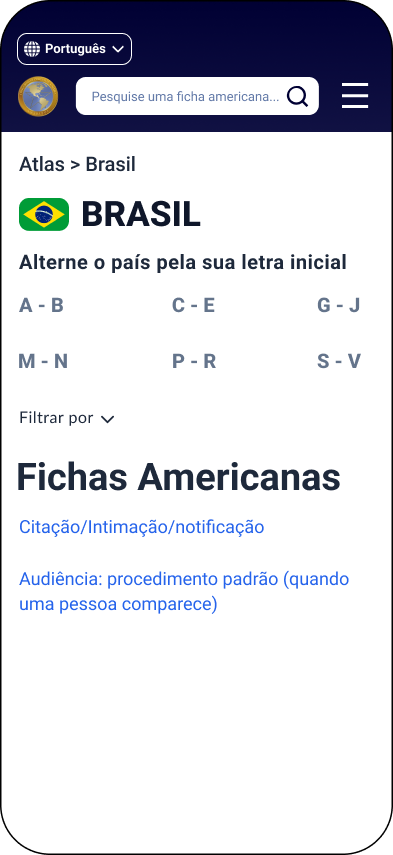 Português
Pesquise uma ficha americana...
Atlas > Brasil
BRASIL
Alterne o país pela sua letra inicial
A - B C - E G - J
M - N P - R S - V
Filtrar por
Fichas Americanas
Citação/Intimação/notificação
Audiência: procedimento padrão (quando
uma pessoa comparece)